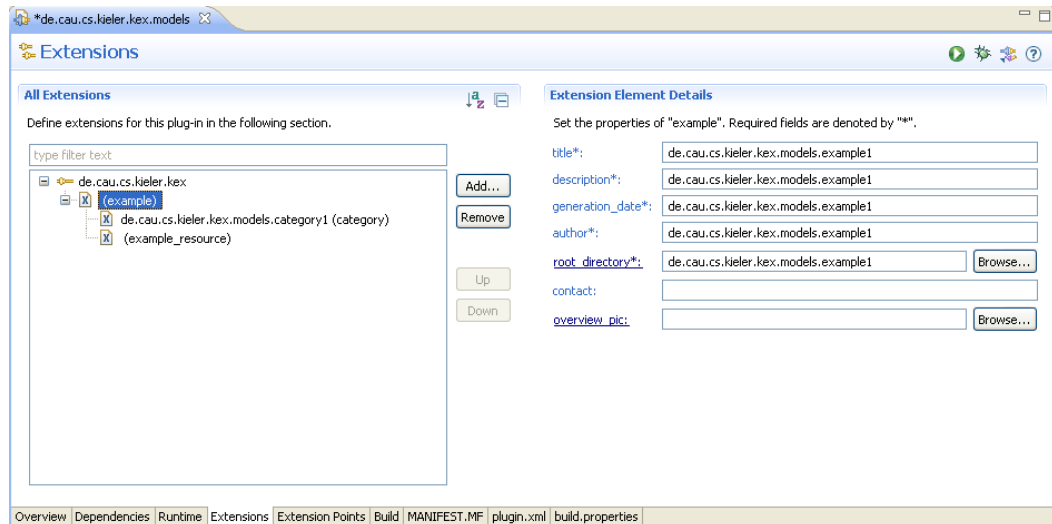 *de.cau.cs.kieler.kex.models
Extensions
All Extensions
Define extensions for this plug-in in the following section.
type filter text
de.cau.cs.kieler.kex
(example)
de.cau.cs.kieler.kex.models.category1 (category)
(example_resource)
Add...
Remove
Up
Down
Extension Element Details
Set the properties of "example". Required fields are denoted by "*".
title*: de.cau.cs.kieler.kex.models.example1
description*: de.cau.cs.kieler.kex.models.example1
generation_date*: de.cau.cs.kieler.kex.models.example1
author*: de.cau.cs.kieler.kex.models.example1
root_directory*: de.cau.cs.kieler.kex.models.example1 Browse...
contact:
overview_pic: Browse...
Overview Dependencies Runtime Extensions Extension Points Build MANIFEST.MF plugin.xml build.properties